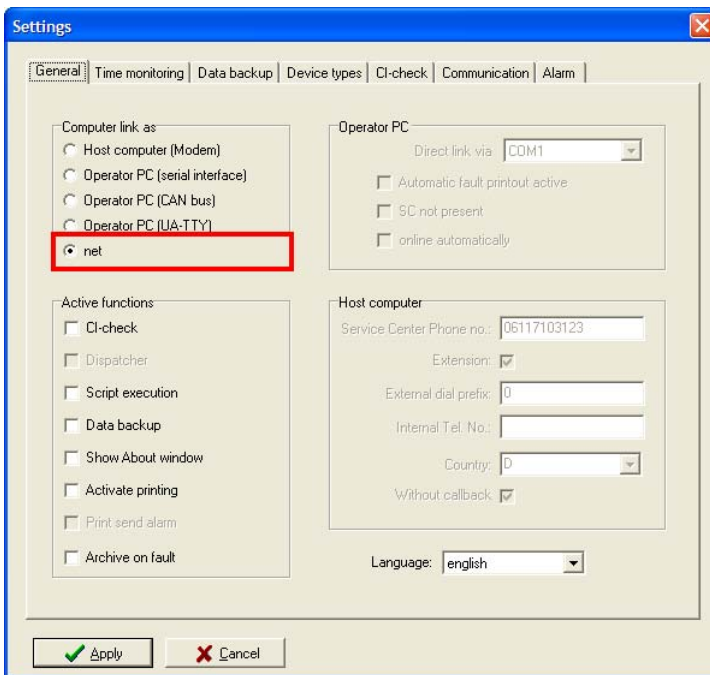 Settings
General Time monitoring Data backup Device types CI-check Communication Alarm
Computer link as
Host computer (Modem)
Operator PC (serial interface)
Operator PC (CAN bus)
Operator PC (UA-TTY)
net
Operator PC
Direct link via COM1
Automatic fault printout active
SC not present
online automatically
Active functions
CI-check
Dispatcher
Script execution
Data backup
Show About window
Activate printing
Print send alarm
Archive on fault
Host computer
Service Center Phone no.: 06117103123
Extension:
External dial prefix: 0
Internal Tel. No.:
Country: D
Without callback
Language: english
Apply Cancel